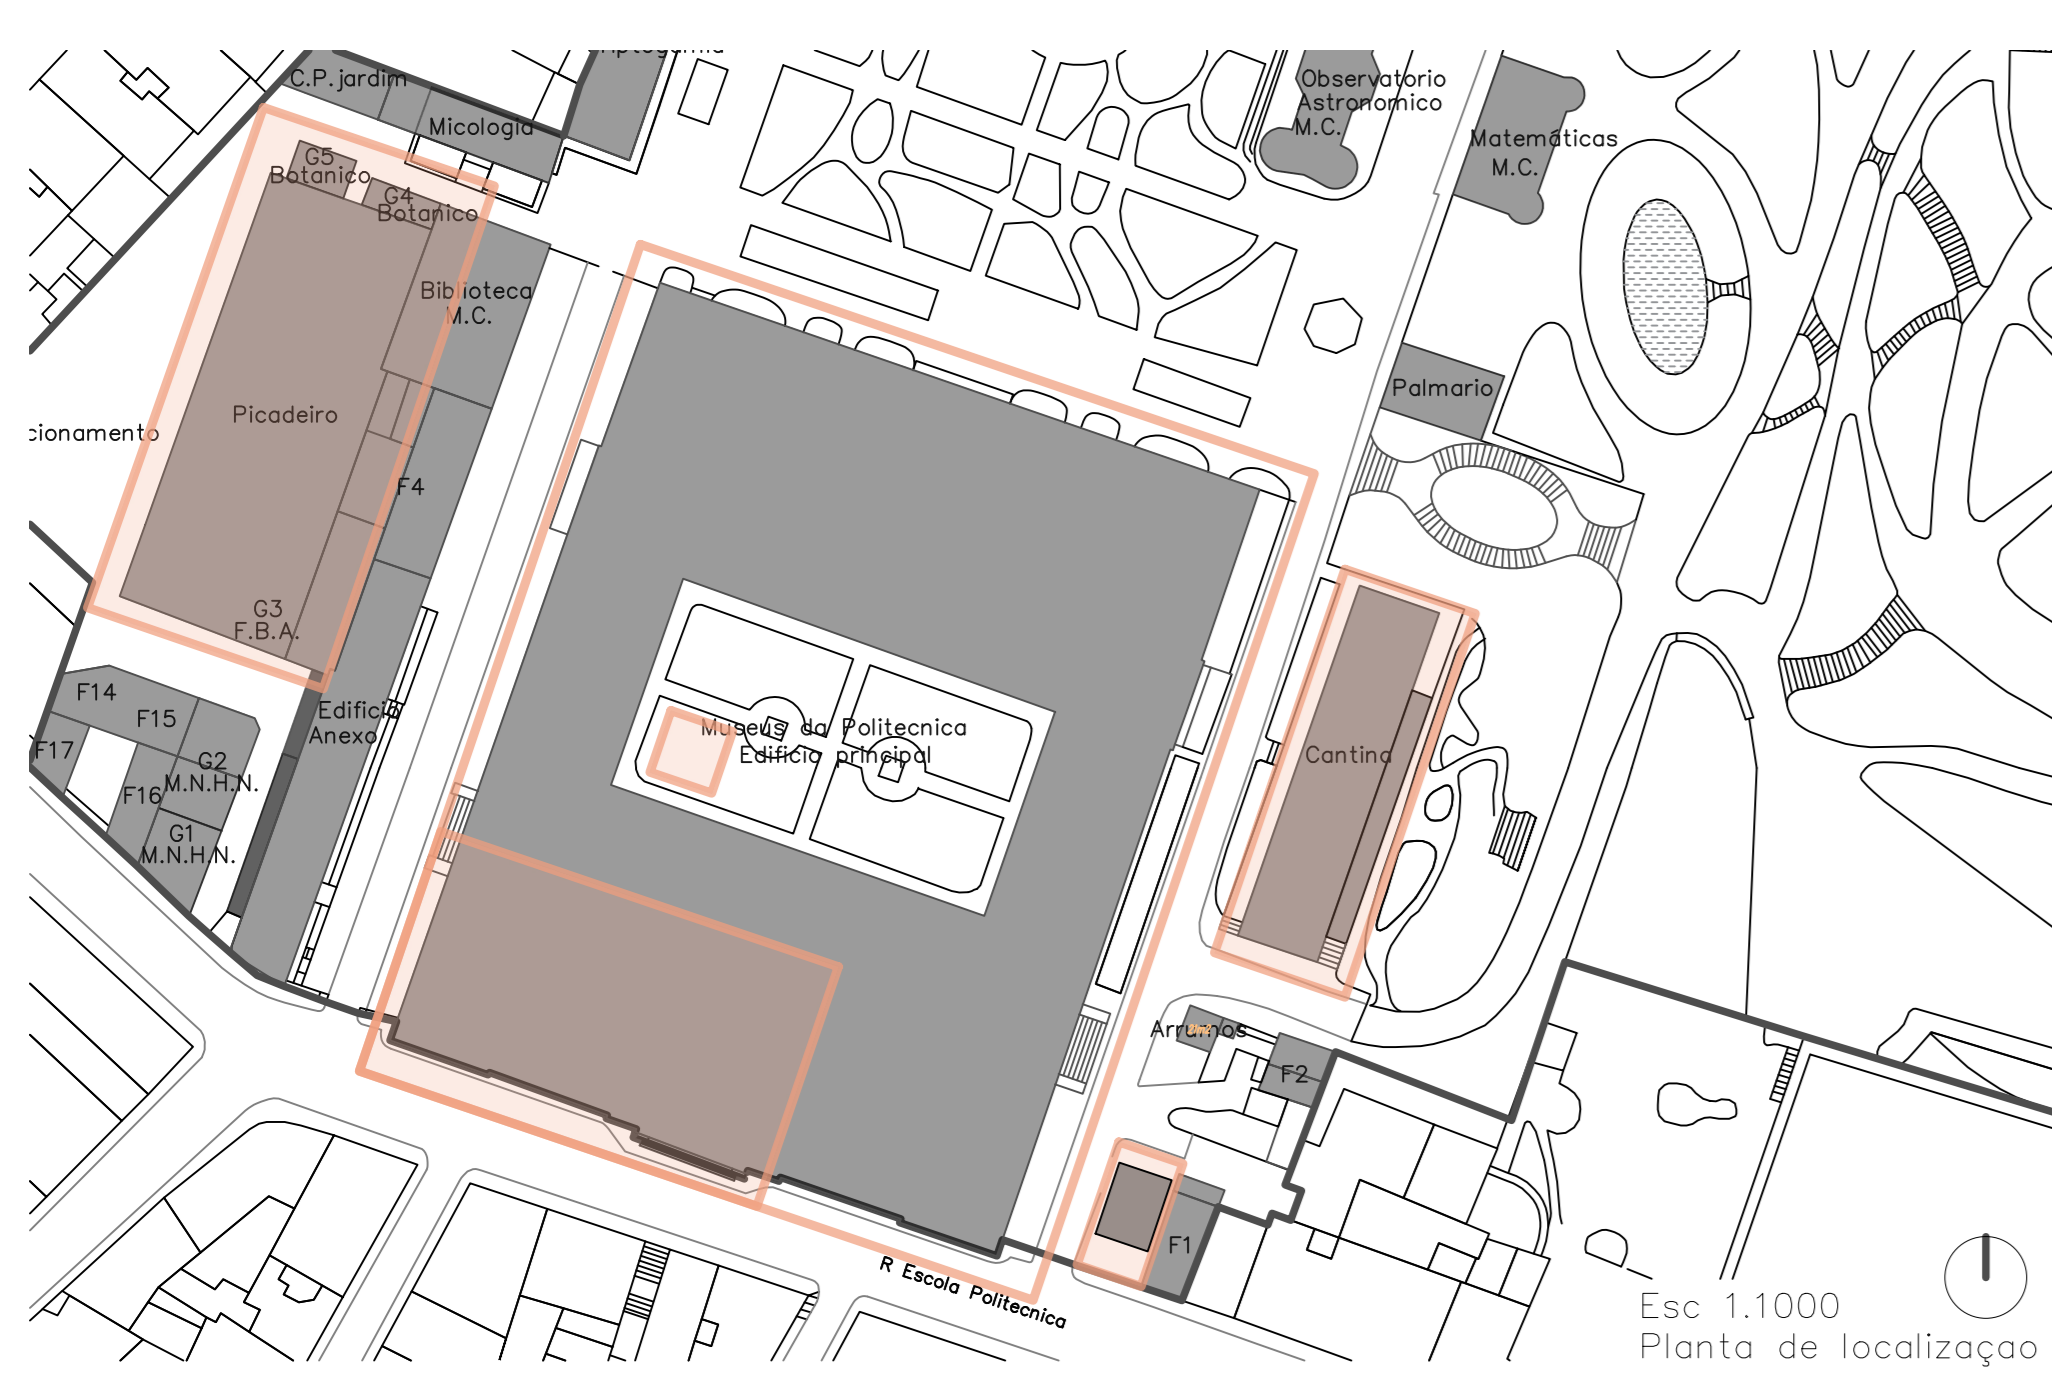 C.P.jardim
Micologia
Observatorio
Astronomico
M.C.
Matemáticas
M.C.
G5
Botanico
G4
Botanico
Biblioteca
M.C.
Picadeiro
cionamento
F4
Palmario
G3
F.B.A.
F14
F15
F17
Edificio
Anexo
G2
M.N.H.N.
F16
G1
M.N.H.N.
Museus da Politecnica
Edificio principal
Cantina
Arrumos
21m2
F2
F1
R Escola Politecnica
Esc 1.1000
Planta de localizaçao